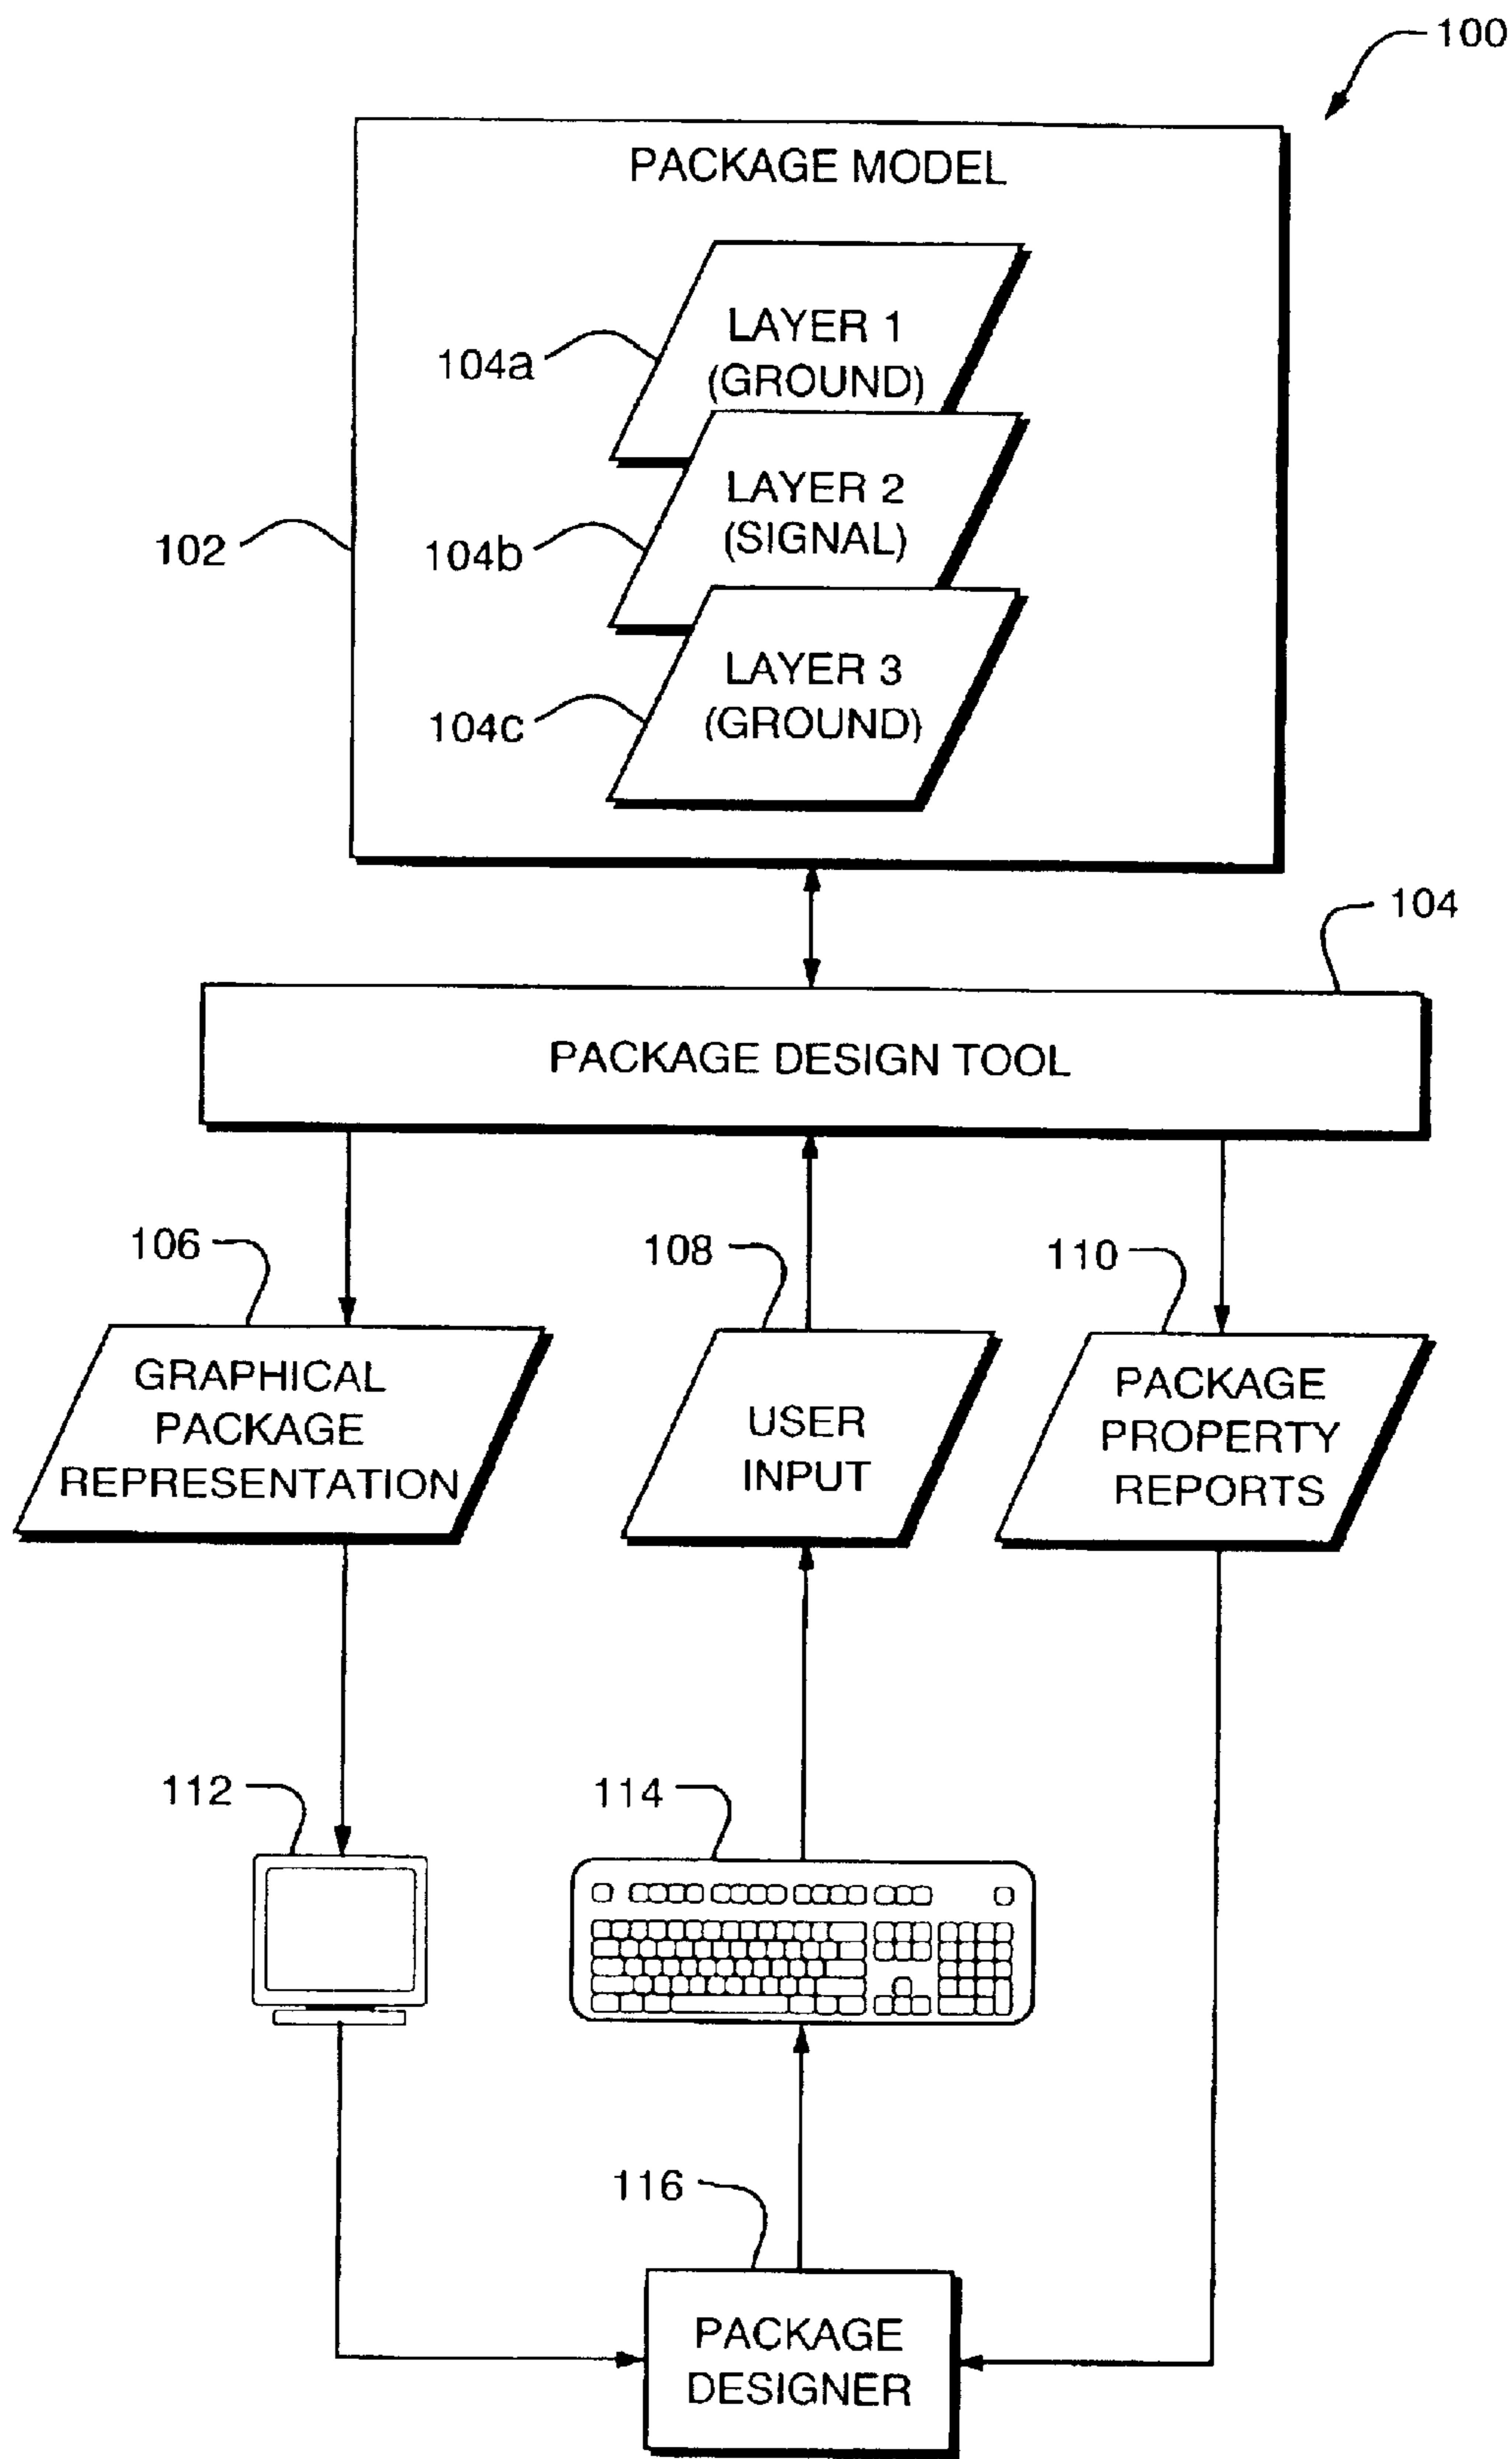 100
PACKAGE MODEL
LAYER 1
(GROUND)
104a
LAYER 2
(SIGNAL)
102
104b
LAYER 3
(GROUND)
104c
104
PACKAGE DESIGN TOOL
106
108
110
GRAPHICAL
PACKAGE
REPRESENTATION
USER
INPUT
PACKAGE
PROPERTY
REPORTS
112
114
116
PACKAGE
DESIGNER